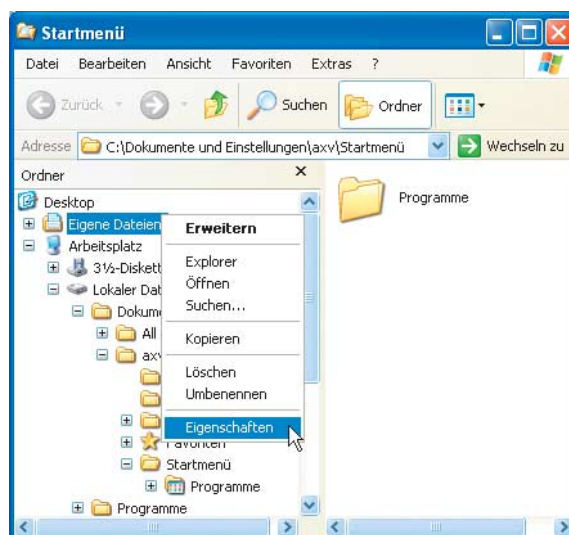 Startmenü
Datei Bearbeiten Ansicht Favoriten Extras ?
Zurück Suchen Ordner
Adresse C:\Dokumente und Einstellungen\axv\Startmenü Wechseln zu
Ordner
Desktop
Eigene Dateien
Arbeitsplatz
3½-Diskett
Lokaler Dat
Dokume
All
axv
Favoriten
Startmenü
Programme
Programme
Erweitern
Explorer
Öffnen
Suchen...
Kopieren
Löschen
Umbenennen
Eigenschaften
Programme